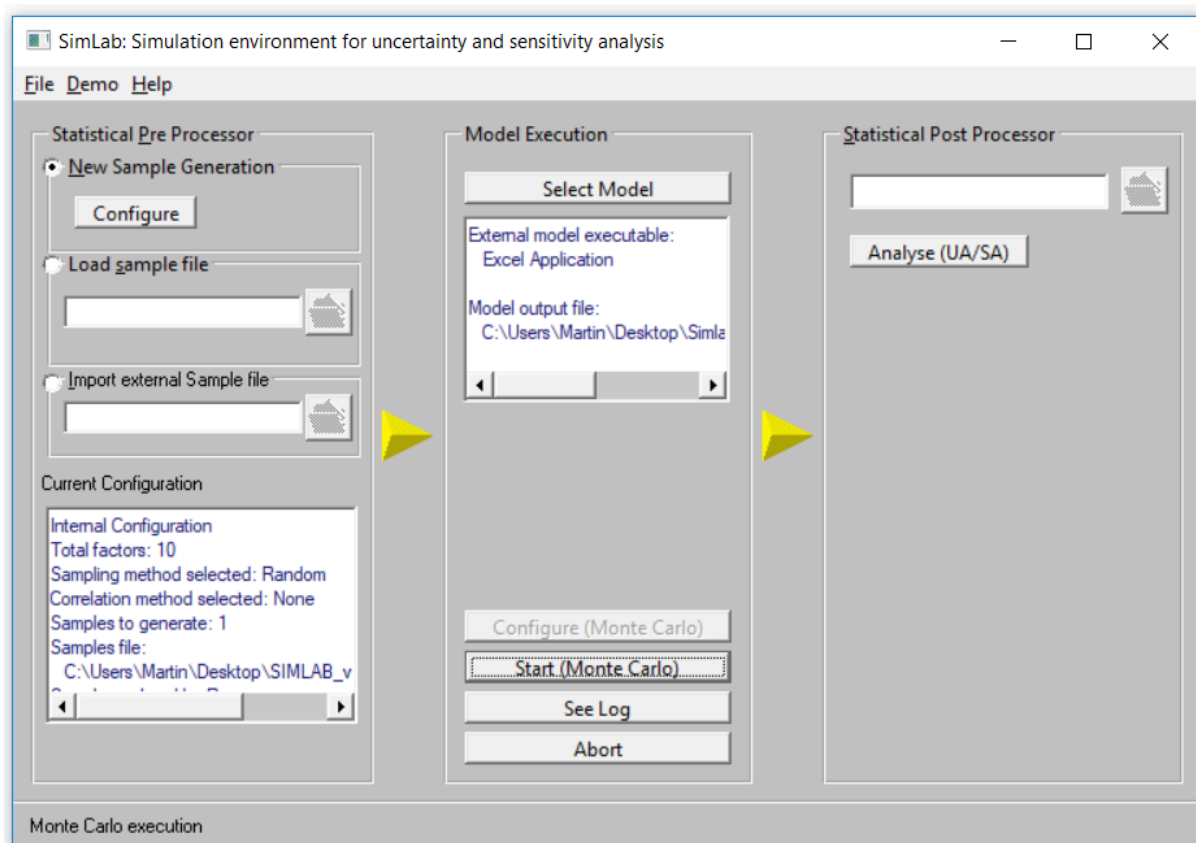 SimLab: Simulation environment for uncertainty and sensitivity analysis
File Demo Help
Statistical Pre Processor
New Sample Generation
Configure
Load sample file
Import external Sample file
Current Configuration
Internal Configuration
Total factors: 10
Sampling method selected: Random
Correlation method selected: None
Samples to generate: 1
Samples file:
C:\Users\Martin\Desktop\SIMLAB_v
Model Execution
Select Model
External model executable:
Excel Application
Model output file:
C:\Users\Martin\Desktop\Simla
Configure (Monte Carlo)
Start (Monte Carlo)
See Log
Abort
Statistical Post Processor
Analyse (UA/SA)
Monte Carlo execution